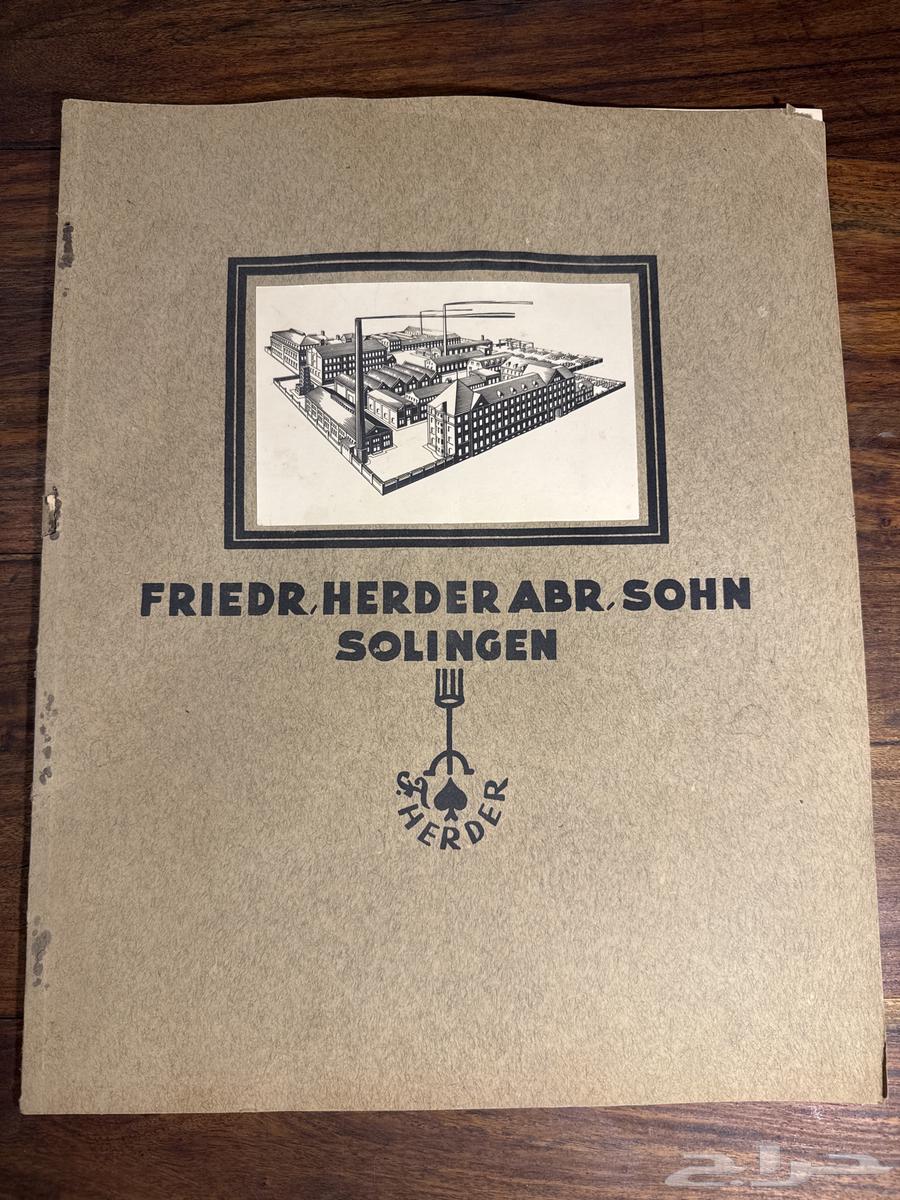 FRIEDR. HERDER ABR. SOHN
SOLINGEN
F. HERDER
حراج